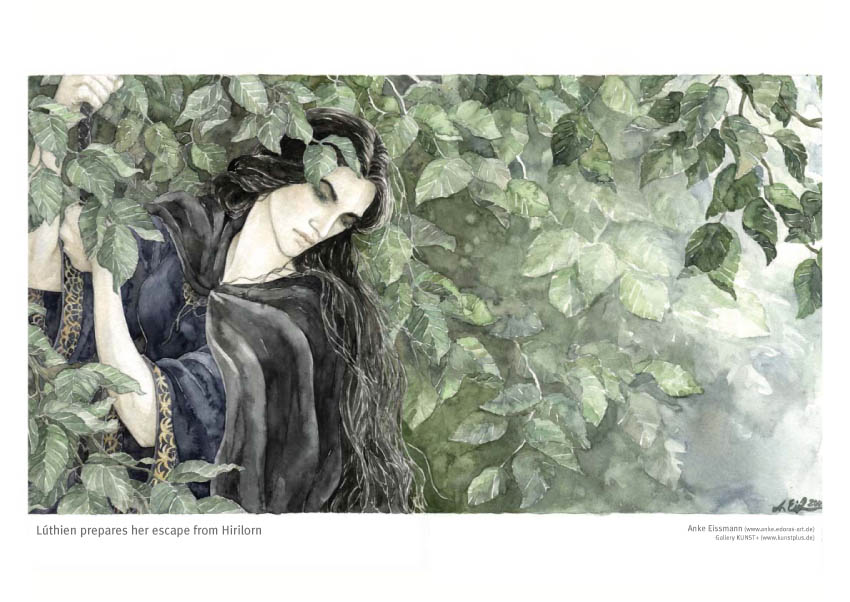 Lúthien prepares her escape from Hirilorn
Anke Eissmann (www.anke.edoras-art.de)
Gallery KUNST+ (www.kunstplus.de)